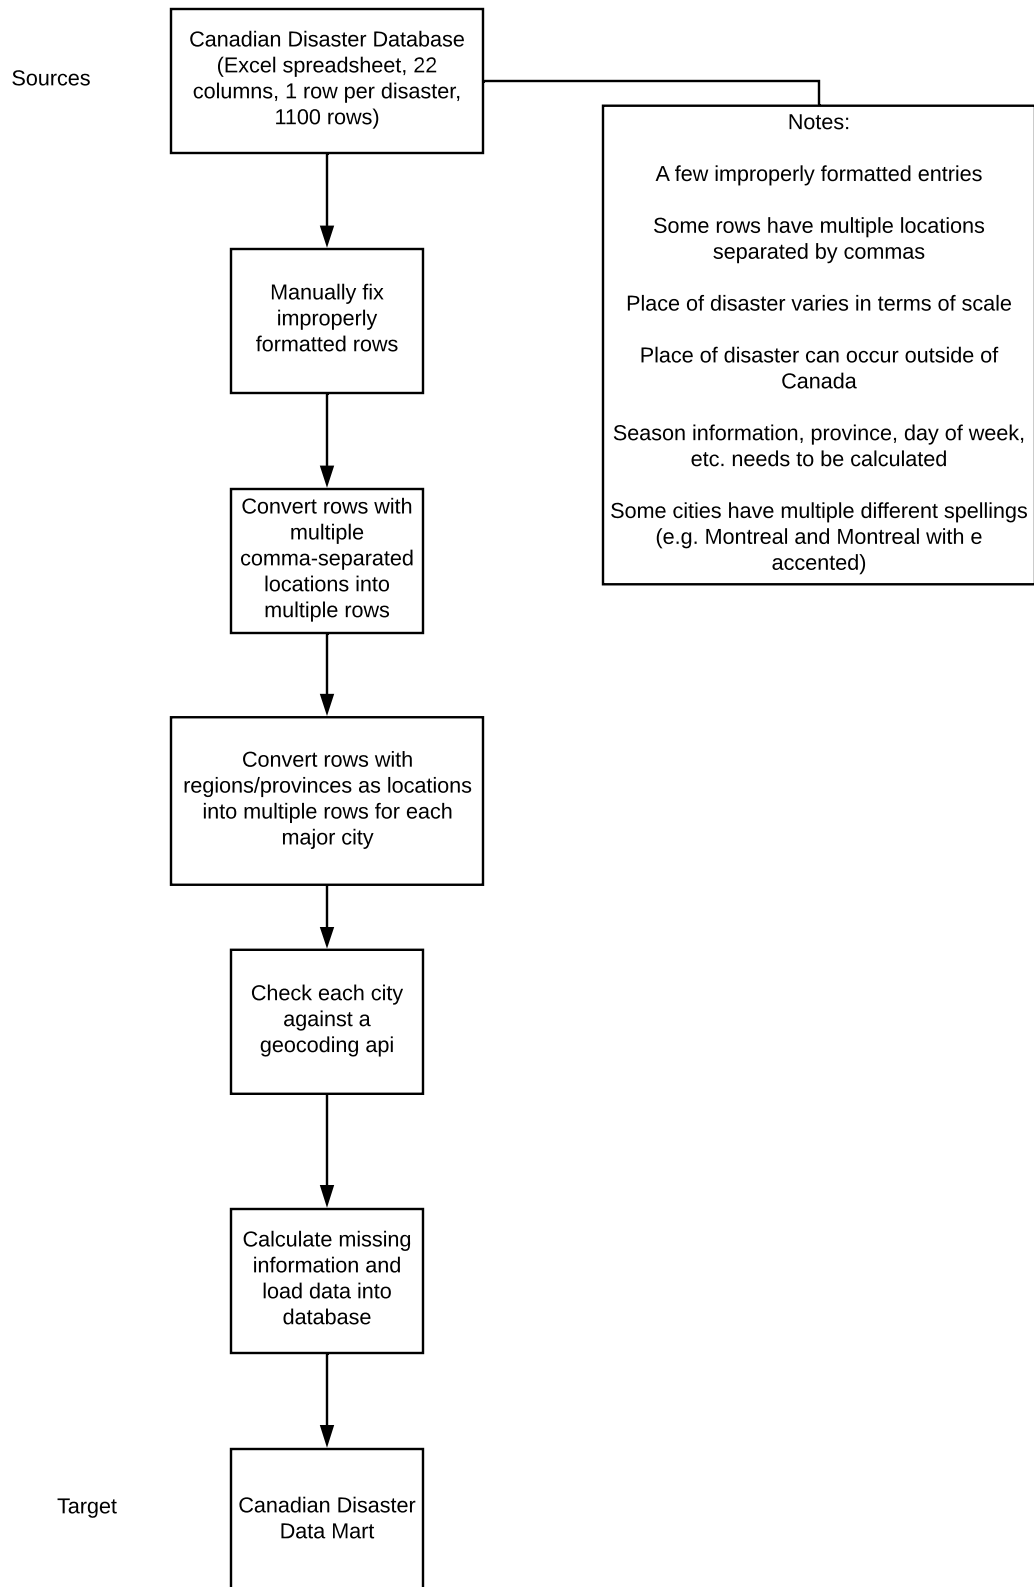 Sources
Canadian Disaster Database
(Excel spreadsheet, 22
columns, 1 row per disaster,
1100 rows)
Notes:
A few improperly formatted entries
Some rows have multiple locations
separated by commas
Place of disaster varies in terms of scale
Place of disaster can occur outside of
Canada
Season information, province, day of week,
etc. needs to be calculated
Some cities have multiple different spellings
(e.g. Montreal and Montreal with e
accented)
Manually fix
improperly
formatted rows
Convert rows with
multiple
comma-separated
locations into
multiple rows
Convert rows with
regions/provinces as locations
into multiple rows for each
major city
Check each city
against a
geocoding api
Calculate missing
information and
load data into
database
Target
Canadian Disaster
Data Mart